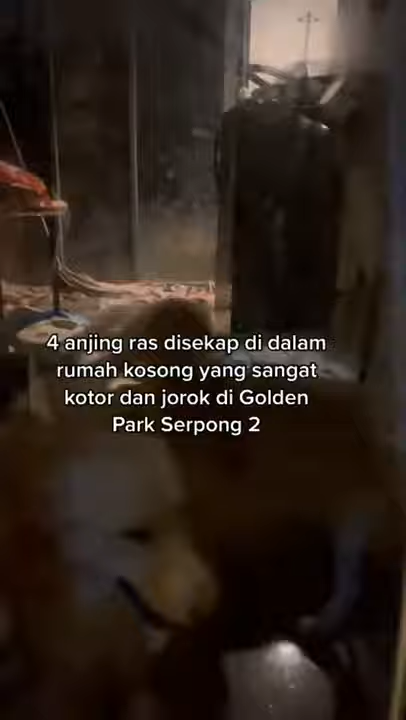 4 anjing ras disekap di dalam
rumah kosong yang sangat
kotor dan jorok di Golden
Park Serpong 2